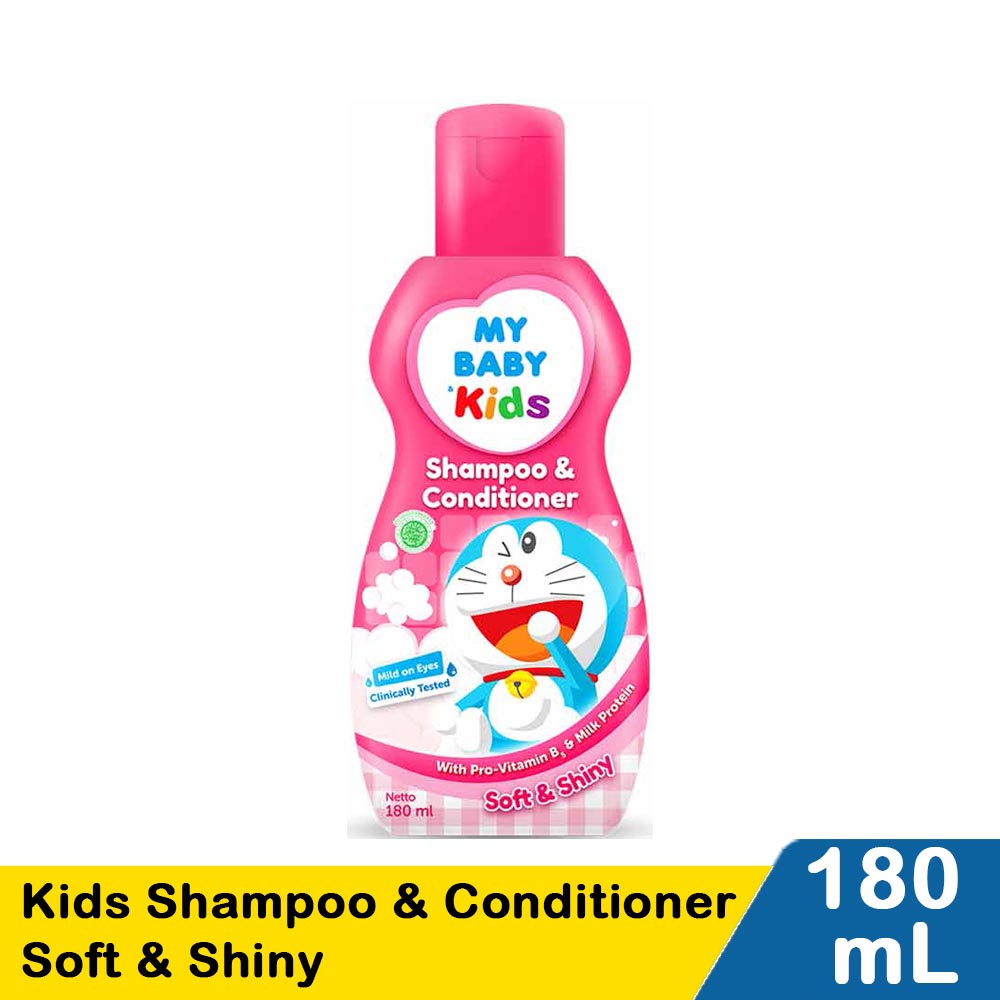 MY
BABY
& Kids
Shampoo &
Conditioner
Mild on Eyes
Clinically Tested
With Pro-Vitamin B5 & Milk Protein
Soft & Shiny
Netto
180 ml
Kids Shampoo & Conditioner
Soft & Shiny
180
mL